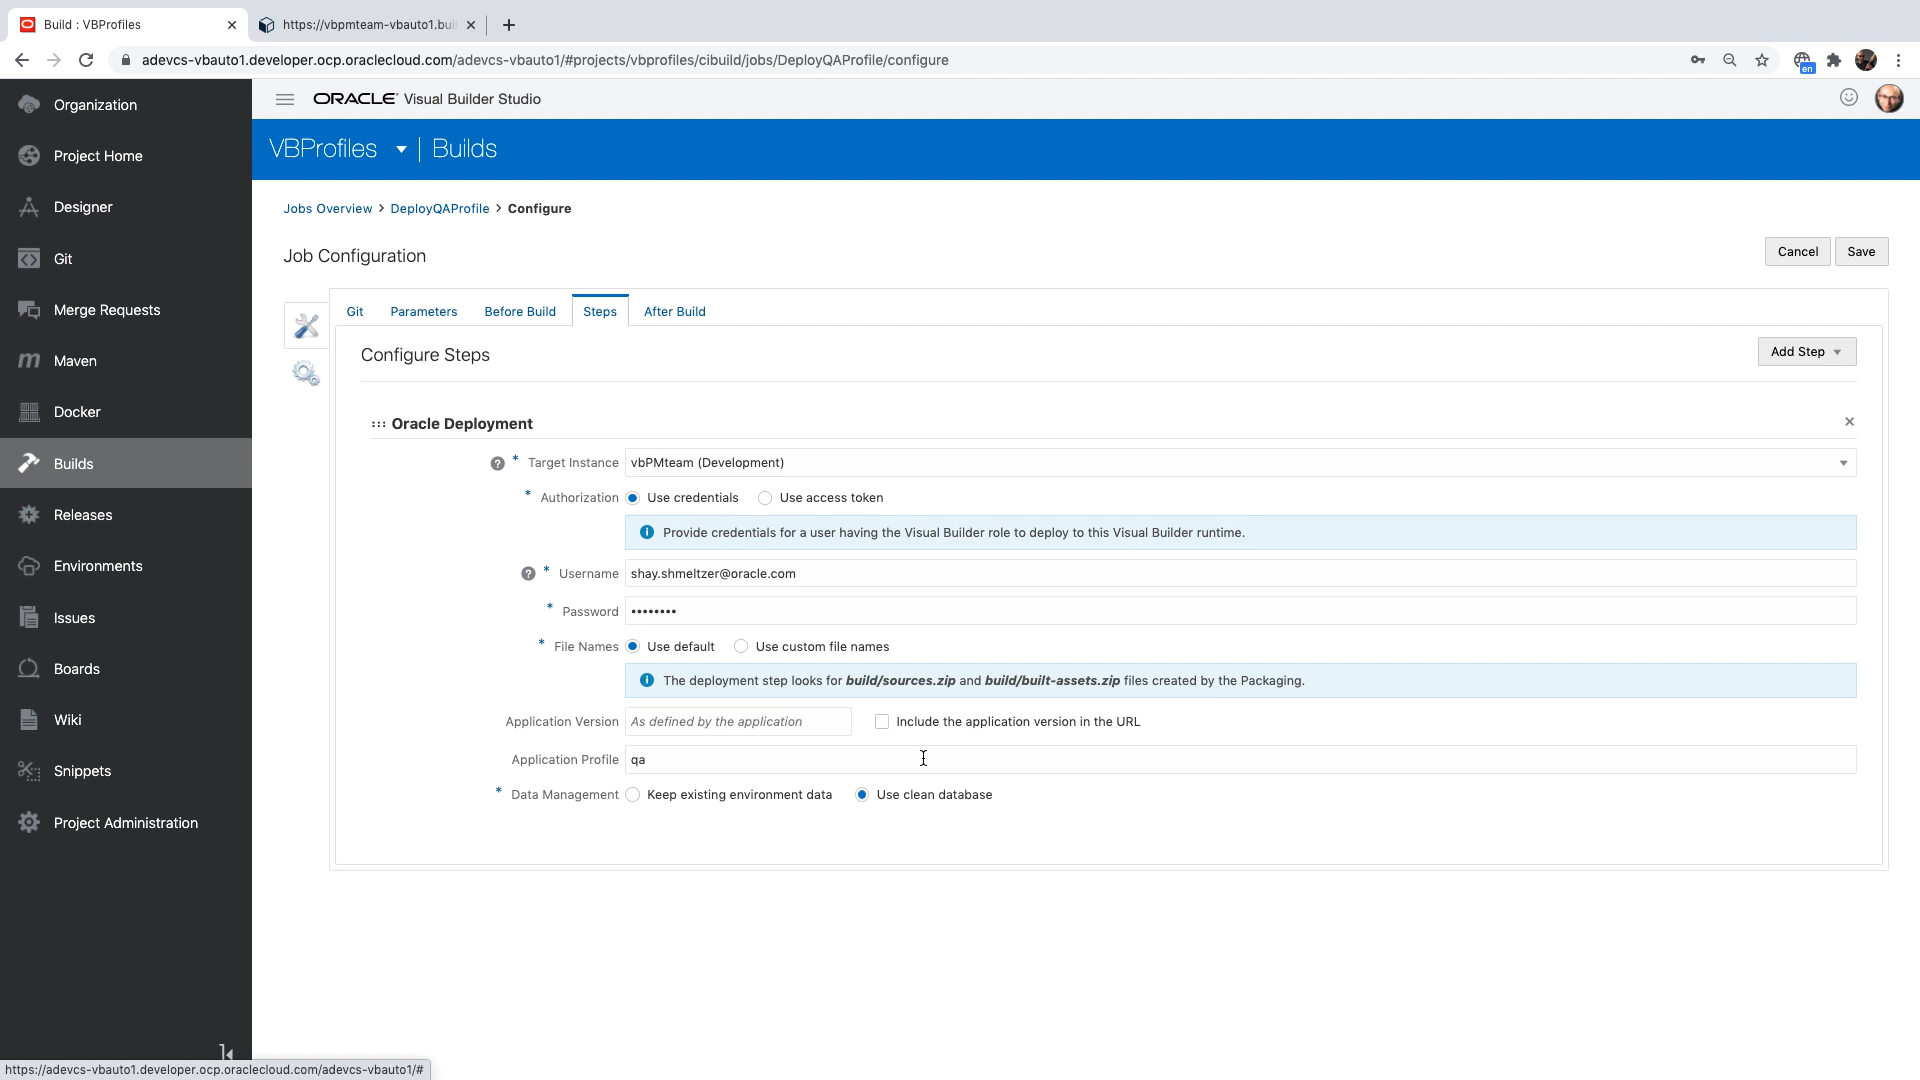 Build : VBProfiles
https://vbpmteam-vbauto1.buil
adevcs-vbauto1.developer.ocp.oraclecloud.com/adevcs-vbauto1/#projects/vbprofiles/cibuild/jobs/DeployQAProfile/configure
en
Organization
Project Home
Designer
Git
Merge Requests
Maven
Docker
Builds
Releases
Environments
Issues
Boards
Wiki
Snippets
Project Administration
ORACLE Visual Builder Studio
VBProfiles | Builds
Jobs Overview > DeployQAProfile > Configure
Job Configuration
Cancel Save
Git Parameters Before Build Steps After Build
Configure Steps
Add Step
Oracle Deployment
* Target Instance vbPMteam (Development)
* Authorization Use credentials Use access token
Provide credentials for a user having the Visual Builder role to deploy to this Visual Builder runtime.
* Username shay.shmeltzer@oracle.com
* Password ••••••••
* File Names Use default Use custom file names
The deployment step looks for build/sources.zip and build/built-assets.zip files created by the Packaging.
Application Version As defined by the application Include the application version in the URL
Application Profile qa
* Data Management Keep existing environment data Use clean database
https://adevcs-vbauto1.developer.ocp.oraclecloud.com/adevcs-vbauto1/#